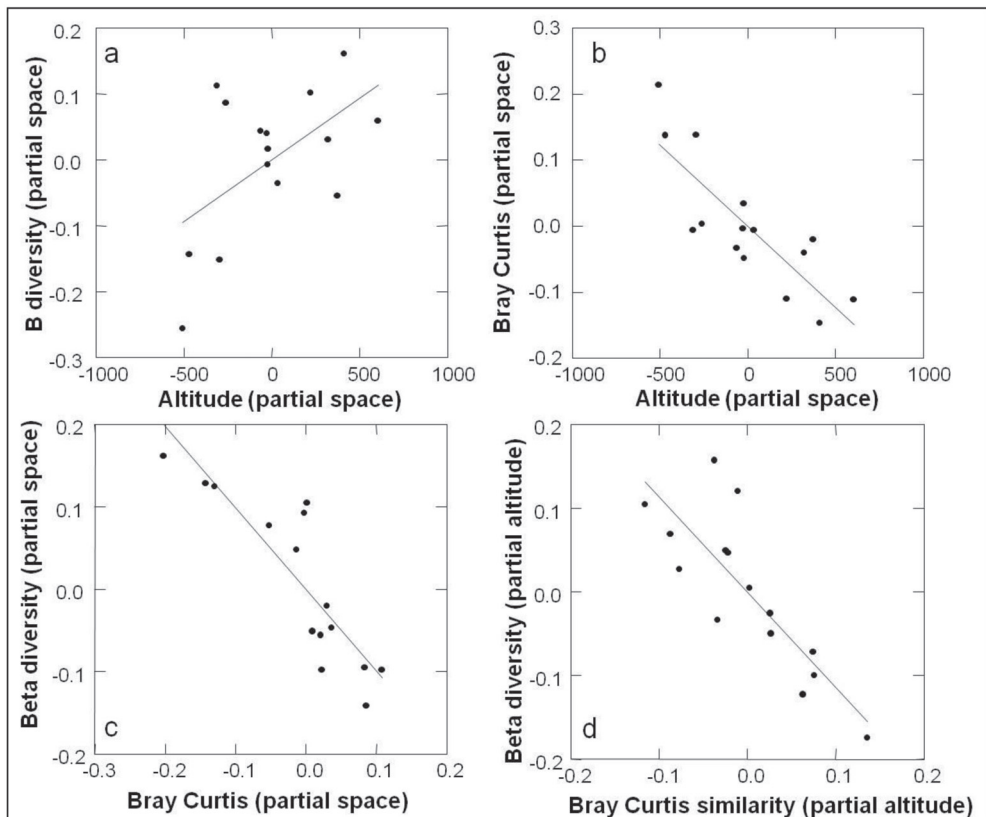 a
0.2
0.1
0.0
-0.1
-0.2
-0.3
B diversity (partial space)
-1000 -500 0 500 1000
Altitude (partial space)
b
0.3
0.2
0.1
0.0
-0.1
-0.2
Bray Curtis (partial space)
-1000 -500 0 500 1000
Altitude (partial space)
c
0.2
0.1
0.0
-0.1
-0.2
Beta diversity (partial space)
-0.3 -0.2 -0.1 0.0 0.1 0.2
Bray Curtis (partial space)
d
0.2
0.1
0.0
-0.1
-0.2
Beta diversity (partial altitude)
-0.2 -0.1 0.0 0.1 0.2
Bray Curtis similarity (partial altitude)